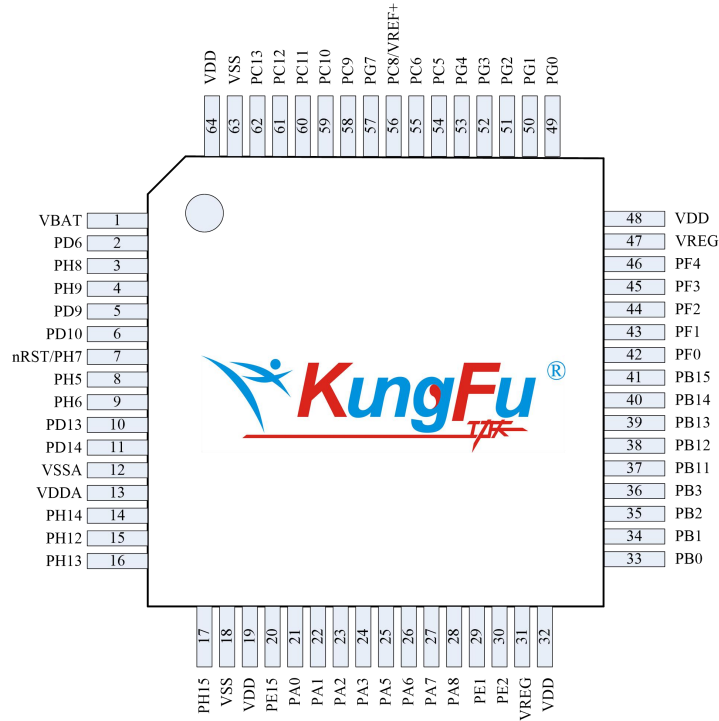 VDD VSS PC13 PC12 PC11 PC10 PC9 PG7 PC8/VREF+ PC6 PC5 PG4 PG3 PG2 PG1 PG0
64 63 62 61 60 59 58 57 56 55 54 53 52 51 50 49
VBAT 1
PD6 2
PH8 3
PH9 4
PD9 5
PD10 6
nRST/PH7 7
PH5 8
PH6 9
PD13 10
PD14 11
VSSA 12
VDDA 13
PH14 14
PH12 15
PH13 16
KungFu ®
48 VDD
47 VREG
46 PF4
45 PF3
44 PF2
43 PF1
42 PF0
41 PB15
40 PB14
39 PB13
38 PB12
37 PB11
36 PB3
35 PB2
34 PB1
33 PB0
17 18 19 20 21 22 23 24 25 26 27 28 29 30 31 32
PH15 VSS VDD PE15 PA0 PA1 PA2 PA3 PA5 PA6 PA7 PA8 PE1 PE2 VREG VDD